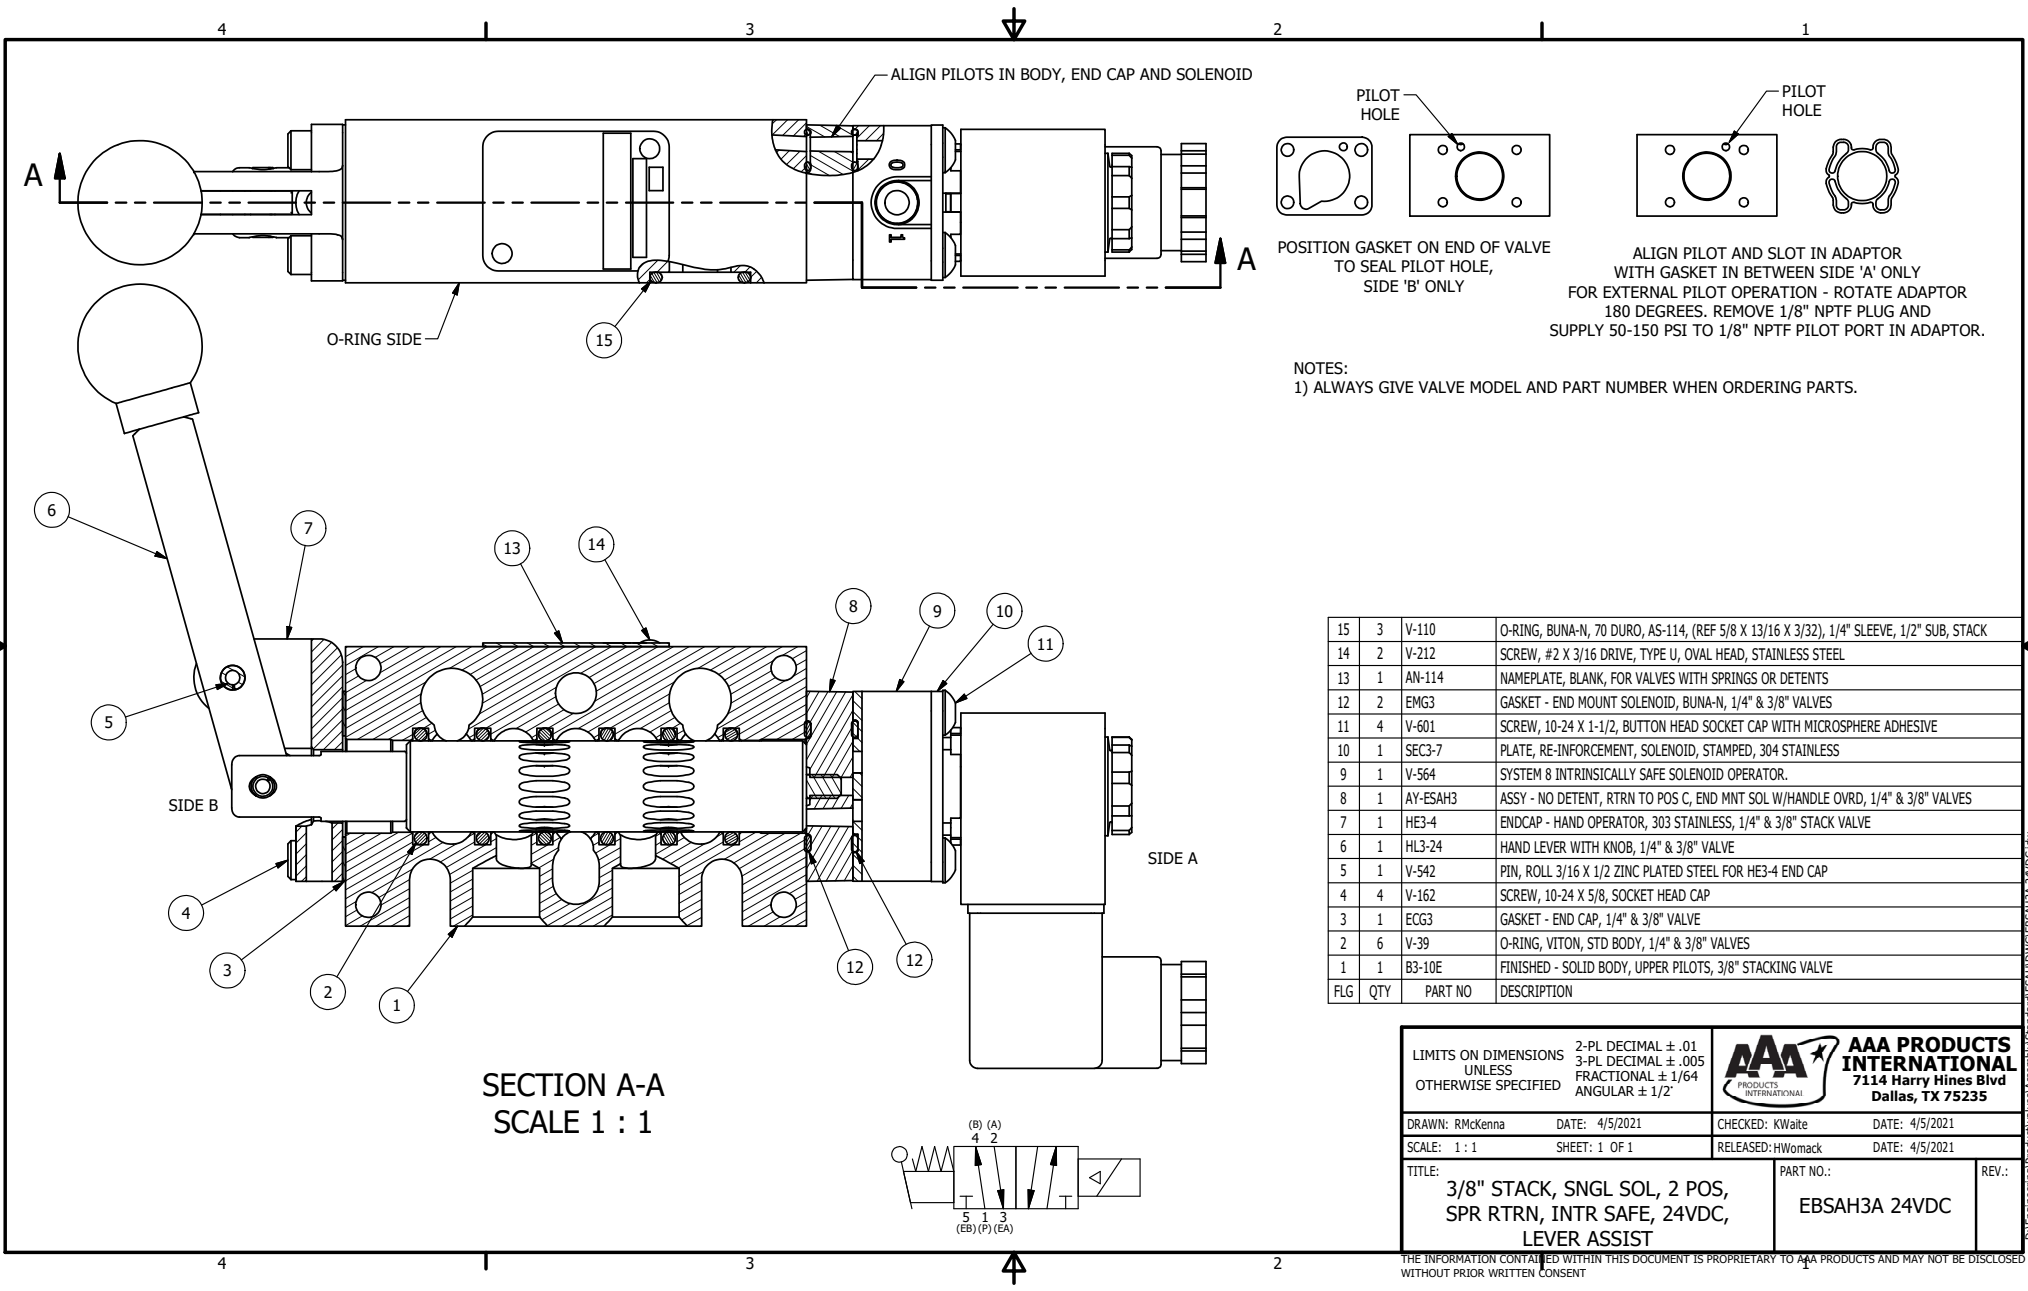 4
3
2
1
ALIGN PILOTS IN BODY, END CAP AND SOLENOID
A
A
0
1
O-RING SIDE
15
PILOT
HOLE
PILOT
HOLE
POSITION GASKET ON END OF VALVE
TO SEAL PILOT HOLE,
SIDE 'B' ONLY
ALIGN PILOT AND SLOT IN ADAPTOR
WITH GASKET IN BETWEEN SIDE 'A' ONLY
FOR EXTERNAL PILOT OPERATION - ROTATE ADAPTOR
180 DEGREES. REMOVE 1/8" NPTF PLUG AND
SUPPLY 50-150 PSI TO 1/8" NPTF PILOT PORT IN ADAPTOR.
NOTES:
1) ALWAYS GIVE VALVE MODEL AND PART NUMBER WHEN ORDERING PARTS.
6
7
13
14
8
9
10
11
5
SIDE B
SIDE A
4
3
2
1
12
12
SECTION A-A
SCALE 1 : 1
(B) (A)
4 2
5 1 3
(EB) (P) (EA)
15 3 V-110 O-RING, BUNA-N, 70 DURO, AS-114, (REF 5/8 X 13/16 X 3/32), 1/4" SLEEVE, 1/2" SUB, STACK
14 2 V-212 SCREW, #2 X 3/16 DRIVE, TYPE U, OVAL HEAD, STAINLESS STEEL
13 1 AN-114 NAMEPLATE, BLANK, FOR VALVES WITH SPRINGS OR DETENTS
12 2 EMG3 GASKET - END MOUNT SOLENOID, BUNA-N, 1/4" & 3/8" VALVES
11 4 V-601 SCREW, 10-24 X 1-1/2, BUTTON HEAD SOCKET CAP WITH MICROSPHERE ADHESIVE
10 1 SEC3-7 PLATE, RE-INFORCEMENT, SOLENOID, STAMPED, 304 STAINLESS
9 1 V-564 SYSTEM 8 INTRINSICALLY SAFE SOLENOID OPERATOR.
8 1 AY-ESAH3 ASSY - NO DETENT, RTRN TO POS C, END MNT SOL W/HANDLE OVRD, 1/4" & 3/8" VALVES
7 1 HE3-4 ENDCAP - HAND OPERATOR, 303 STAINLESS, 1/4" & 3/8" STACK VALVE
6 1 HL3-24 HAND LEVER WITH KNOB, 1/4" & 3/8" VALVE
5 1 V-542 PIN, ROLL 3/16 X 1/2 ZINC PLATED STEEL FOR HE3-4 END CAP
4 4 V-162 SCREW, 10-24 X 5/8, SOCKET HEAD CAP
3 1 ECG3 GASKET - END CAP, 1/4" & 3/8" VALVE
2 6 V-39 O-RING, VITON, STD BODY, 1/4" & 3/8" VALVES
1 1 B3-10E FINISHED - SOLID BODY, UPPER PILOTS, 3/8" STACKING VALVE
FLG QTY PART NO DESCRIPTION
LIMITS ON DIMENSIONS
UNLESS
OTHERWISE SPECIFIED
2-PL DECIMAL ± .01
3-PL DECIMAL ± .005
FRACTIONAL ± 1/64
ANGULAR ± 1/2°
AAA
PRODUCTS
INTERNATIONAL
AAA PRODUCTS
INTERNATIONAL
7114 Harry Hines Blvd
Dallas, TX 75235
DRAWN: RMcKenna DATE: 4/5/2021 CHECKED: KWaite DATE: 4/5/2021
SCALE: 1 : 1 SHEET: 1 OF 1 RELEASED: HWomack DATE: 4/5/2021
TITLE:
3/8" STACK, SNGL SOL, 2 POS,
SPR RTRN, INTR SAFE, 24VDC,
LEVER ASSIST
PART NO.:
EBSAH3A 24VDC
REV.:
4
3
2
1
THE INFORMATION CONTAINED WITHIN THIS DOCUMENT IS PROPRIETARY TO AAA PRODUCTS AND MAY NOT BE DISCLOSED
WITHOUT PRIOR WRITTEN CONSENT